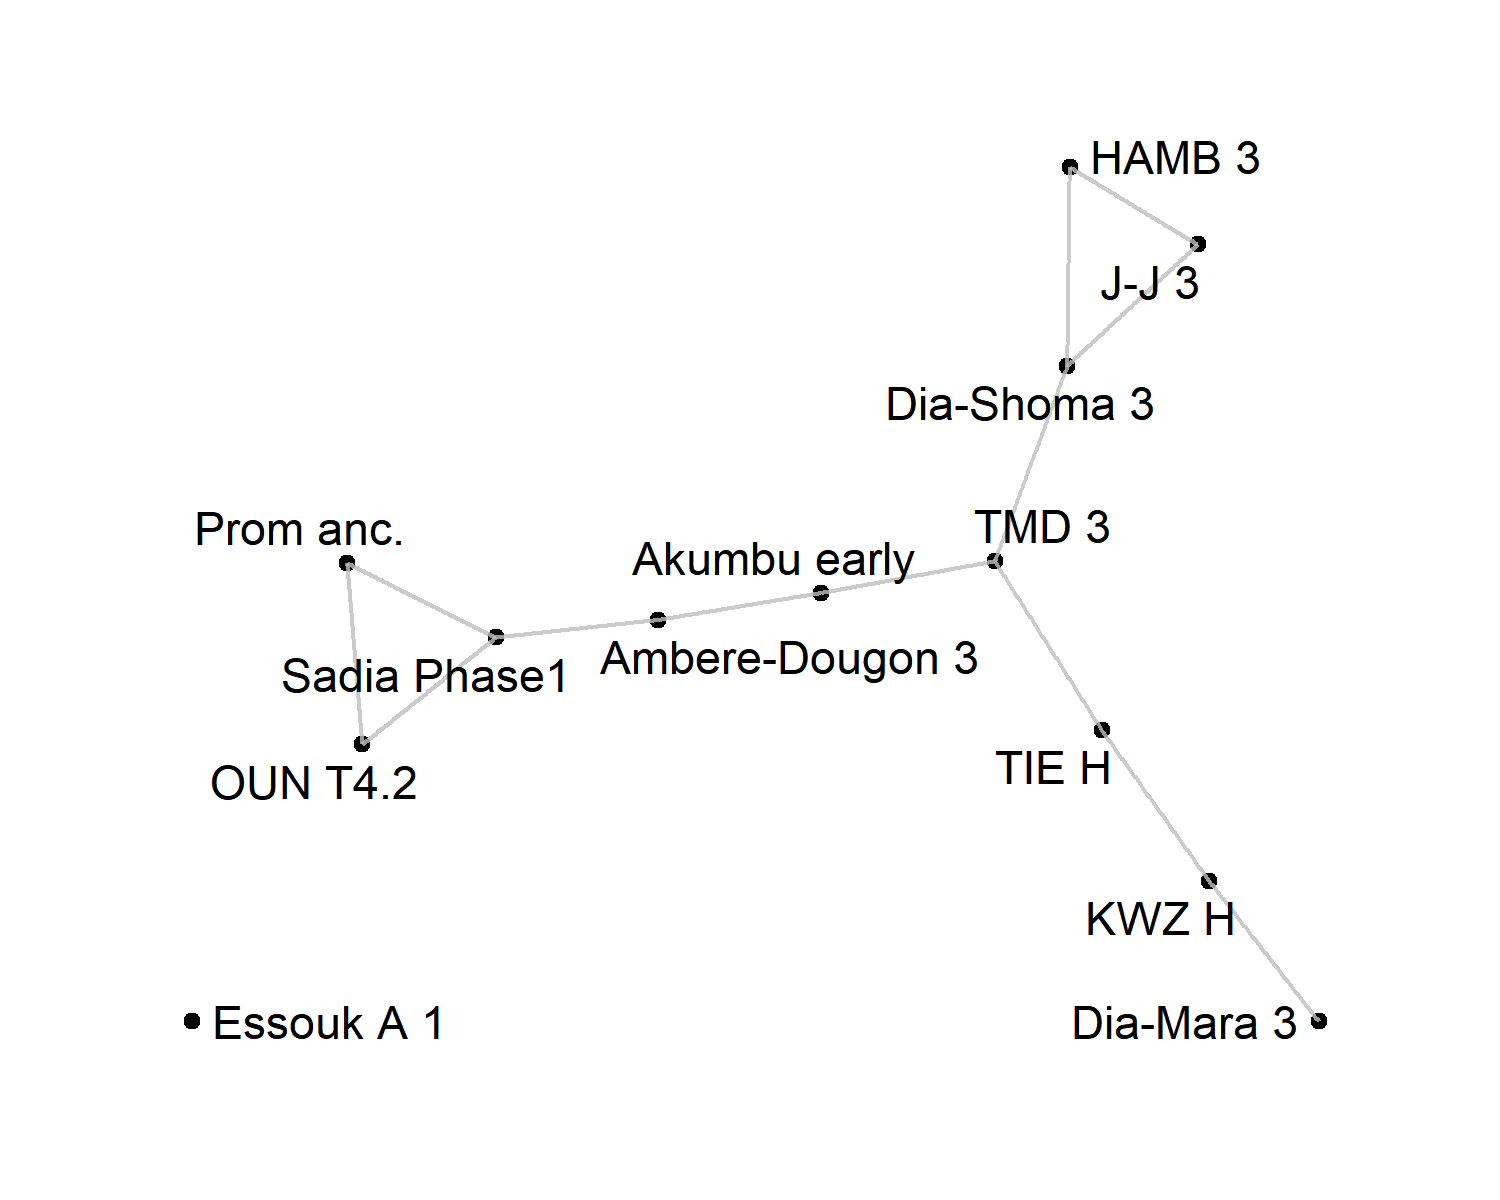 HAMB 3
J-J 3
Dia-Shoma 3
Prom anc.
TMD 3
Akumbu early
Sadia Phase1
Ambere-Dougon 3
OUN T4.2
TIE H
KWZ H
Essouk A 1
Dia-Mara 3